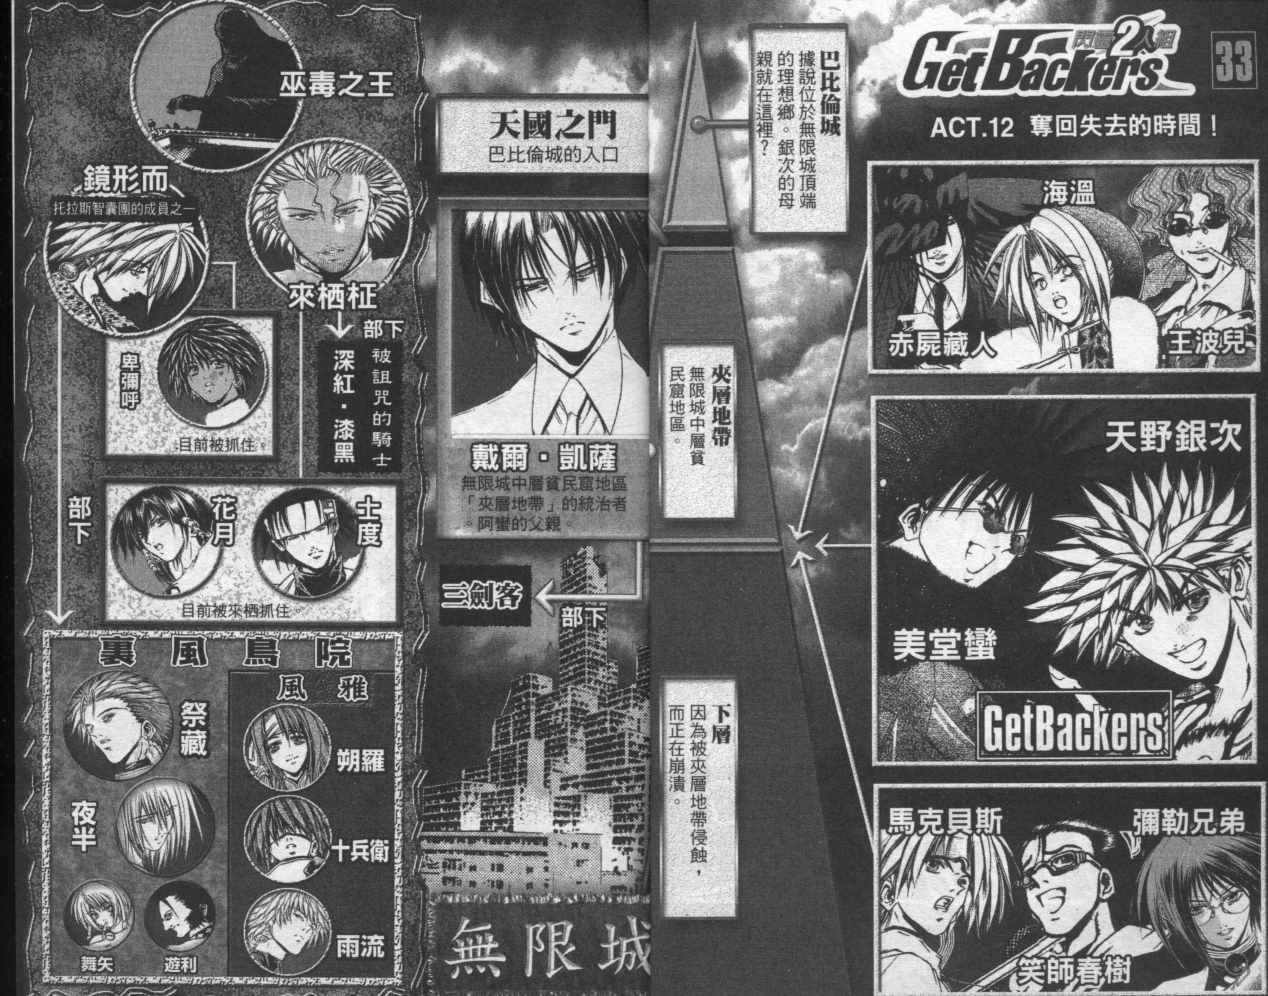 閃靈2人組
GetBackers
33
ACT.12 奪回失去的時間！
海溫
赤屍藏人
王波兒
天野銀次
美堂蠻
GetBackers
馬克貝斯
彌勒兄弟
笑師春樹
巴比倫城
據說位於無限城頂端
的理想鄉。銀次的母
親就在這裡？
夾層地帶
無限城中層貧
民窟地區。
下層
因為被夾層地帶侵蝕，
而正在崩潰。
天國之門
巴比倫城的入口
戴爾·凱薩
無限城中層貧民窟地區
「夾層地帶」的統治者
。阿蠻的父親。
三劍客
部下
無限城
巫毒之王
鏡形而
托拉斯智囊團的成員之一
來栖柾
部下
被詛咒的騎士
深紅·漆黑
卑彌呼
目前被抓住。
部下
花月
士度
目前被來栖抓住。
裏風鳥院
風雅
祭藏
夜半
舞矢
遊利
朔羅
十兵衛
雨流